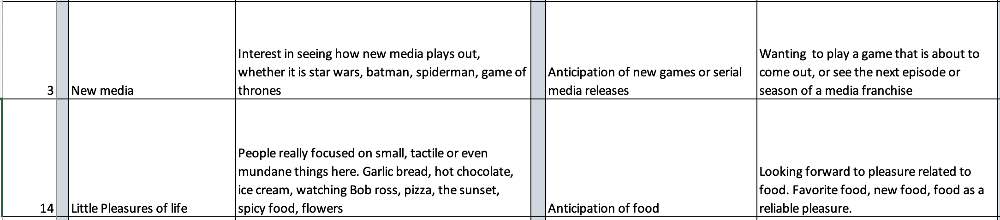 3
New media
Interest in seeing how new media plays out,
whether it is star wars, batman, spiderman, game of
thrones
Anticipation of new games or serial
media releases
Wanting  to play a game that is about to
come out, or see the next episode or
season of a media franchise
14
Little Pleasures of life
People really focused on small, tactile or even
mundane things here. Garlic bread, hot chocolate,
ice cream, watching Bob ross, pizza, the sunset,
spicy food, flowers
Anticipation of food
Looking forward to pleasure related to
food. Favorite food, new food, food as a
reliable pleasure.